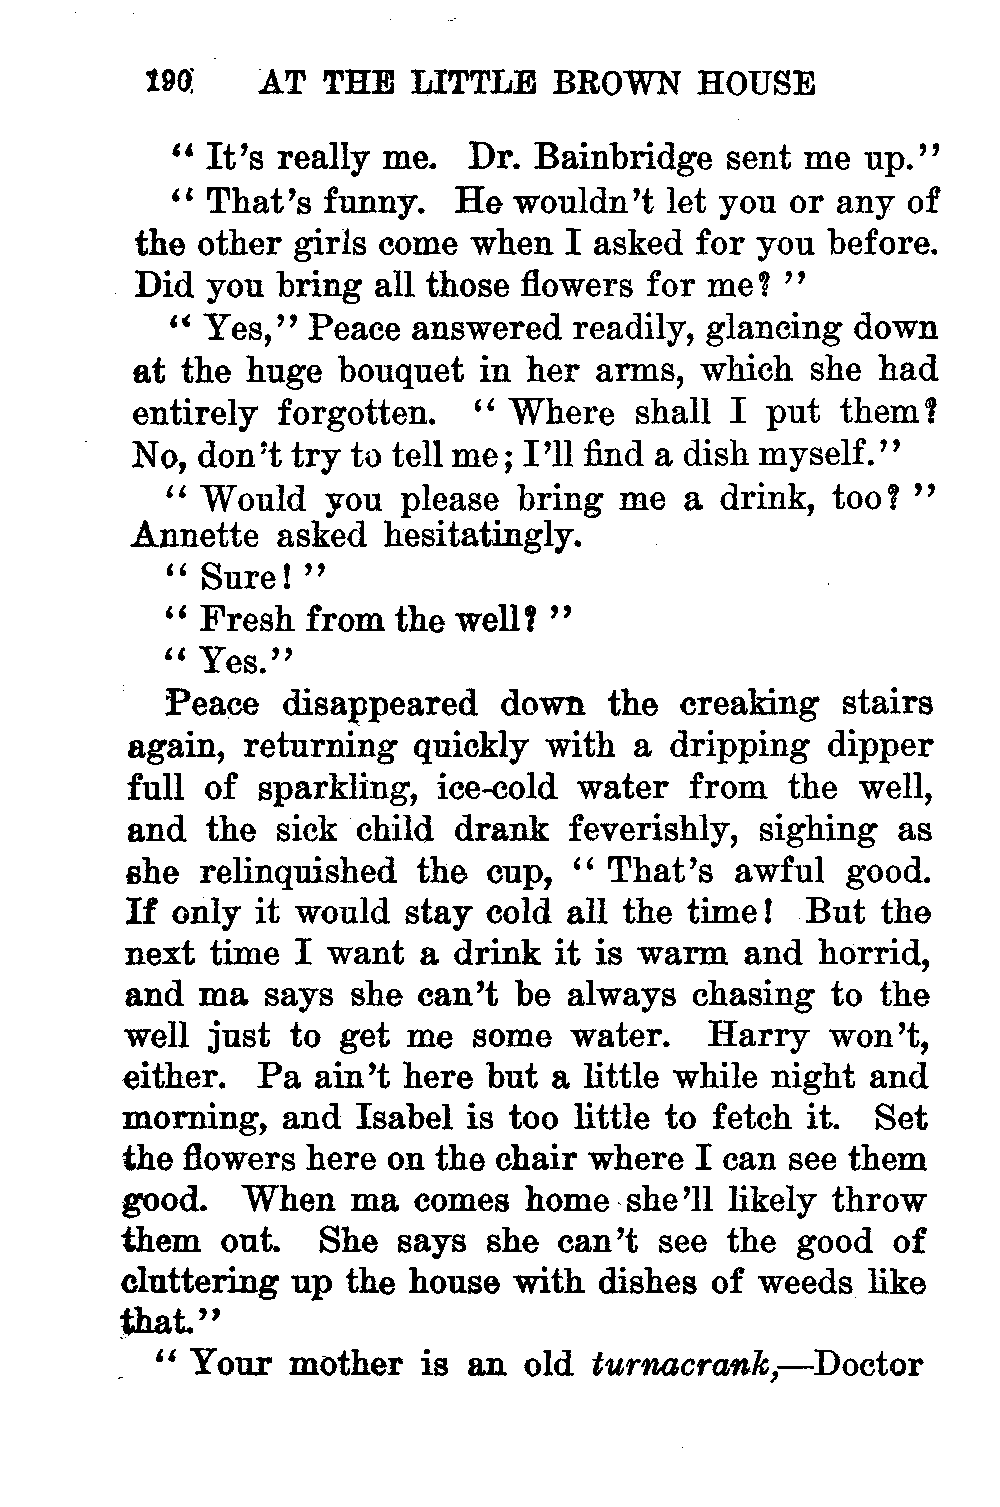 190 AT THE LITTLE BROWN HOUSE
“ It’s really me. Dr. Bainbridge sent me up.”
“ That’s funny. He wouldn’t let you or any of
the other girls come when I asked for you before.
Did you bring all those flowers for me? ”
“ Yes,” Peace answered readily, glancing down
at the huge bouquet in her arms, which she had
entirely forgotten. “ Where shall I put them?
No, don’t try to tell me; I’ll find a dish myself.”
“ Would you please bring me a drink, too? ”
Annette asked hesitatingly.
“ Sure! ”
“ Fresh from the well? ”
“ Yes.”
Peace disappeared down the creaking stairs
again, returning quickly with a dripping dipper
full of sparkling, ice-cold water from the well,
and the sick child drank feverishly, sighing as
she relinquished the cup, “ That’s awful good.
If only it would stay cold all the time! But the
next time I want a drink it is warm and horrid,
and ma says she can’t be always chasing to the
well just to get me some water. Harry won’t,
either. Pa ain’t here but a little while night and
morning, and Isabel is too little to fetch it. Set
the flowers here on the chair where I can see them
good. When ma comes home she’ll likely throw
them out. She says she can’t see the good of
cluttering up the house with dishes of weeds like
that.”
“ Your mother is an old turnacrank,—Doctor